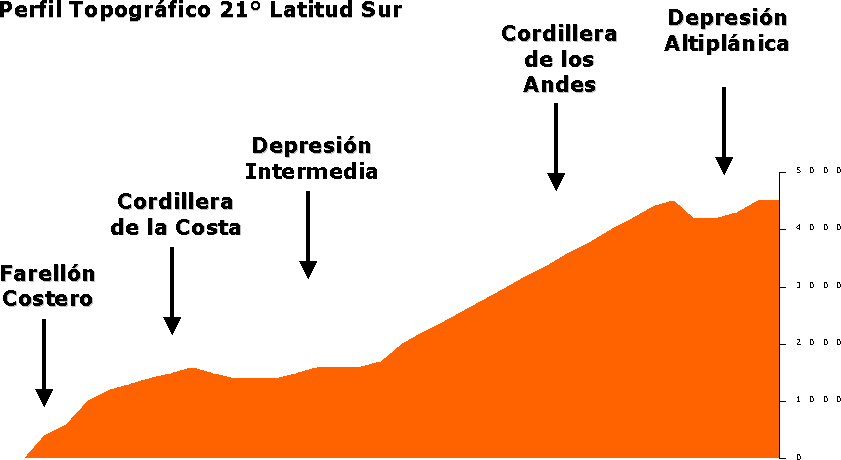 Perfil Topográfico 21° Latitud Sur
Depresión
Altiplánica
Cordillera
de los
Andes
Depresión
Intermedia
Cordillera
de la Costa
Farellón
Costero
5000
4000
3000
2000
1000
0